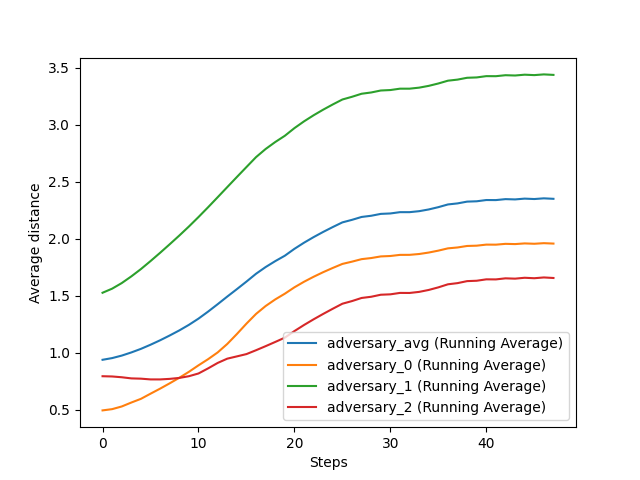 3.5
3.0
2.5
2.0
1.5
1.0
0.5
Average distance
adversary_avg (Running Average)
adversary_0 (Running Average)
adversary_1 (Running Average)
adversary_2 (Running Average)
0 10 20 30 40
Steps